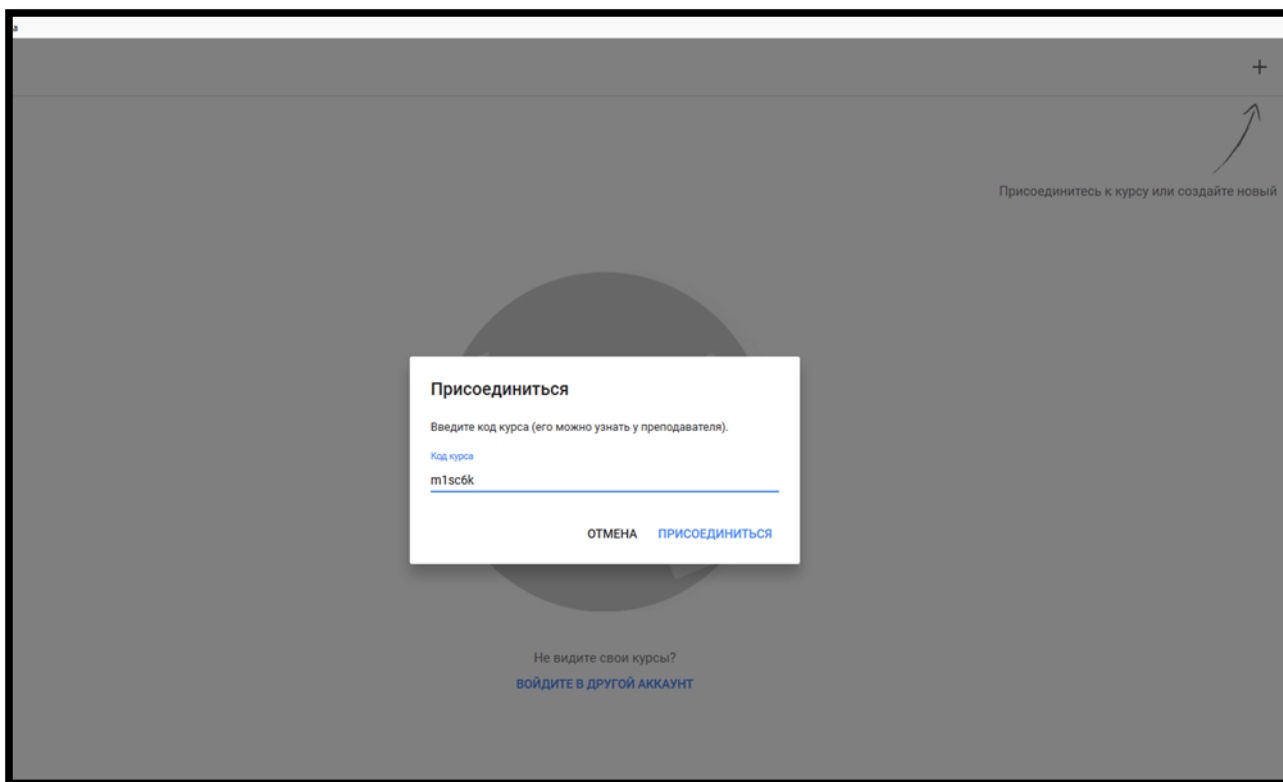 Присоединитесь к курсу или создайте новый
Присоединиться
Введите код курса (его можно узнать у преподавателя).
Код курса
m1sc6k
ОТМЕНА ПРИСОЕДИНИТЬСЯ
Не видите свои курсы?
ВОЙДИТЕ В ДРУГОЙ АККАУНТ